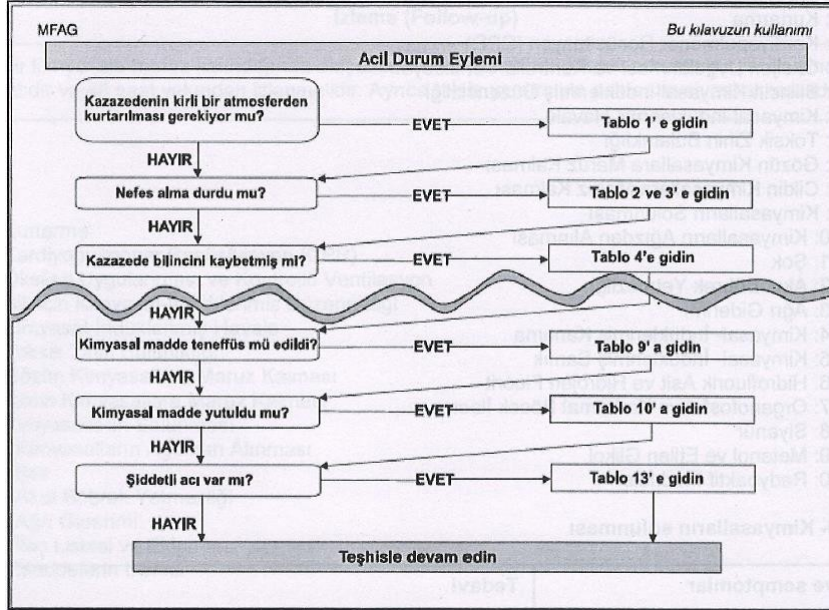 MFAG
Bu kılavuzun kullanımı
Acil Durum Eylemi
Kazazedenin kirli bir atmosferden
kurtarılması gerekiyor mu?
EVET
Tablo 1' e gidin
HAYIR
Nefes alma durdu mu?
EVET
Tablo 2 ve 3' e gidin
HAYIR
Kazazede bilincini kaybetmiş mi?
EVET
Tablo 4'e gidin
HAYIR
Kimyasal madde teneffüs mü edildi?
EVET
Tablo 9' a gidin
HAYIR
Kimyasal madde yutuldu mu?
EVET
Tablo 10' a gidin
HAYIR
Şiddetli acı var mı?
EVET
Tablo 13' e gidin
HAYIR
Teşhisle devam edin